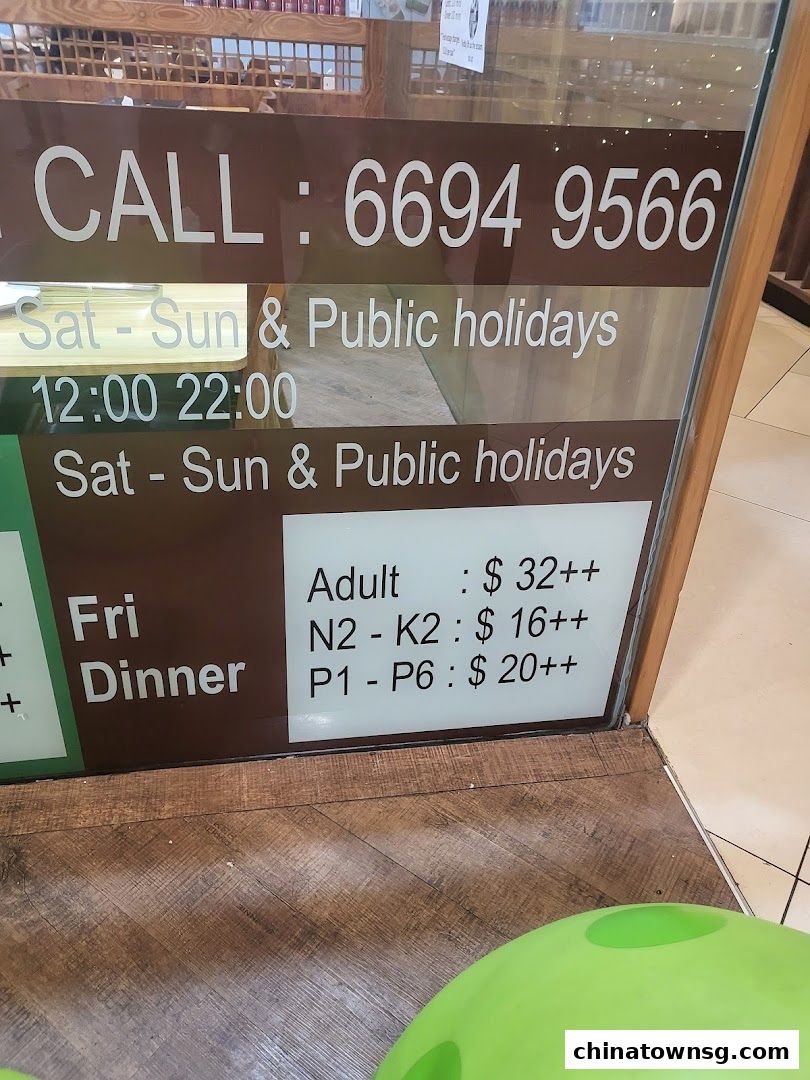 CALL : 6694 9566
Sat - Sun & Public holidays
12:00 22:00
Sat - Sun & Public holidays
Fri
Dinner
Adult : $ 32++
N2 - K2 : $ 16++
P1 - P6 : $ 20++
chinatownsg.com